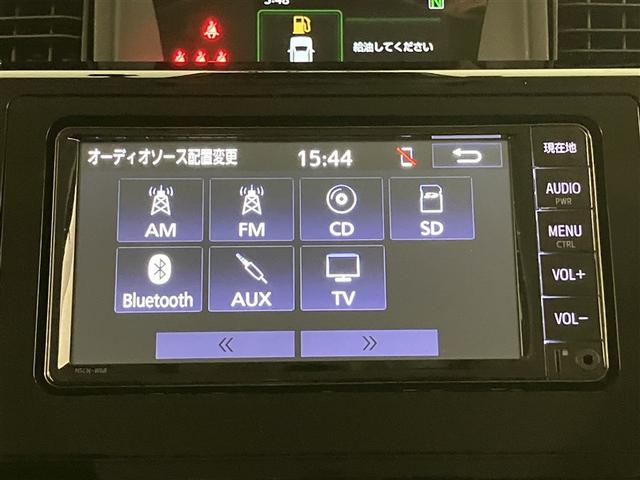 N
給油してください
オーディオソース配置変更
15:44
現在地
AM
FM
CD
SD
AUDIO
PWR
MENU
CTRL
Bluetooth
AUX
TV
VOL+
VOL−